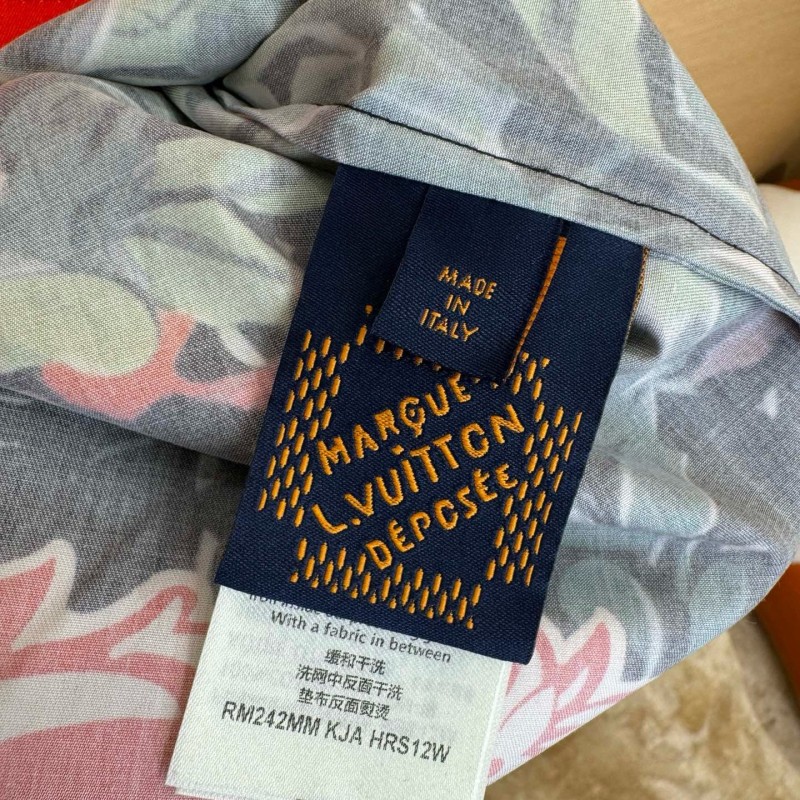 MADE
IN
ITALY
MARQUE
L.VUITTON
DÉPOSÉE
With a fabric in between
缓和干洗
洗网中反面干洗
垫布反面熨烫
RM242MM KJA HRS12W